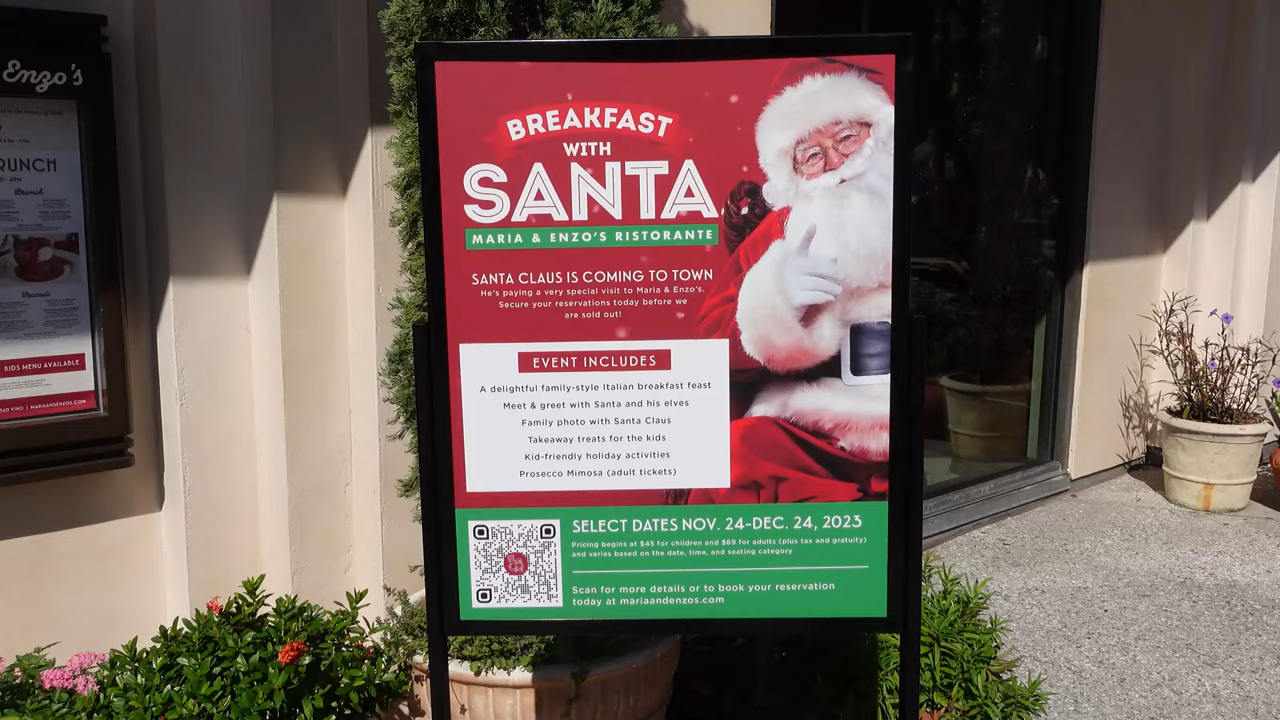 Enzo's
RUNCH
Brunch
KIDS MENU AVAILABLE
MARIAANDENZOS.COM
BREAKFAST
WITH
SANTA
MARIA & ENZO'S RISTORANTE
SANTA CLAUS IS COMING TO TOWN
He's paying a very special visit to Maria & Enzo's.
Secure your reservations today before we
are sold out!
EVENT INCLUDES
A delightful family-style Italian breakfast feast
Meet & greet with Santa and his elves
Family photo with Santa Claus
Takeaway treats for the kids
Kid-friendly holiday activities
Prosecco Mimosa (adult tickets)
SELECT DATES NOV. 24-DEC. 24, 2023
Pricing begins at $45 for children and $69 for adults (plus tax and gratuity)
and varies based on the date, time, and seating category
Scan for more details or to book your reservation
today at mariaandenzos.com